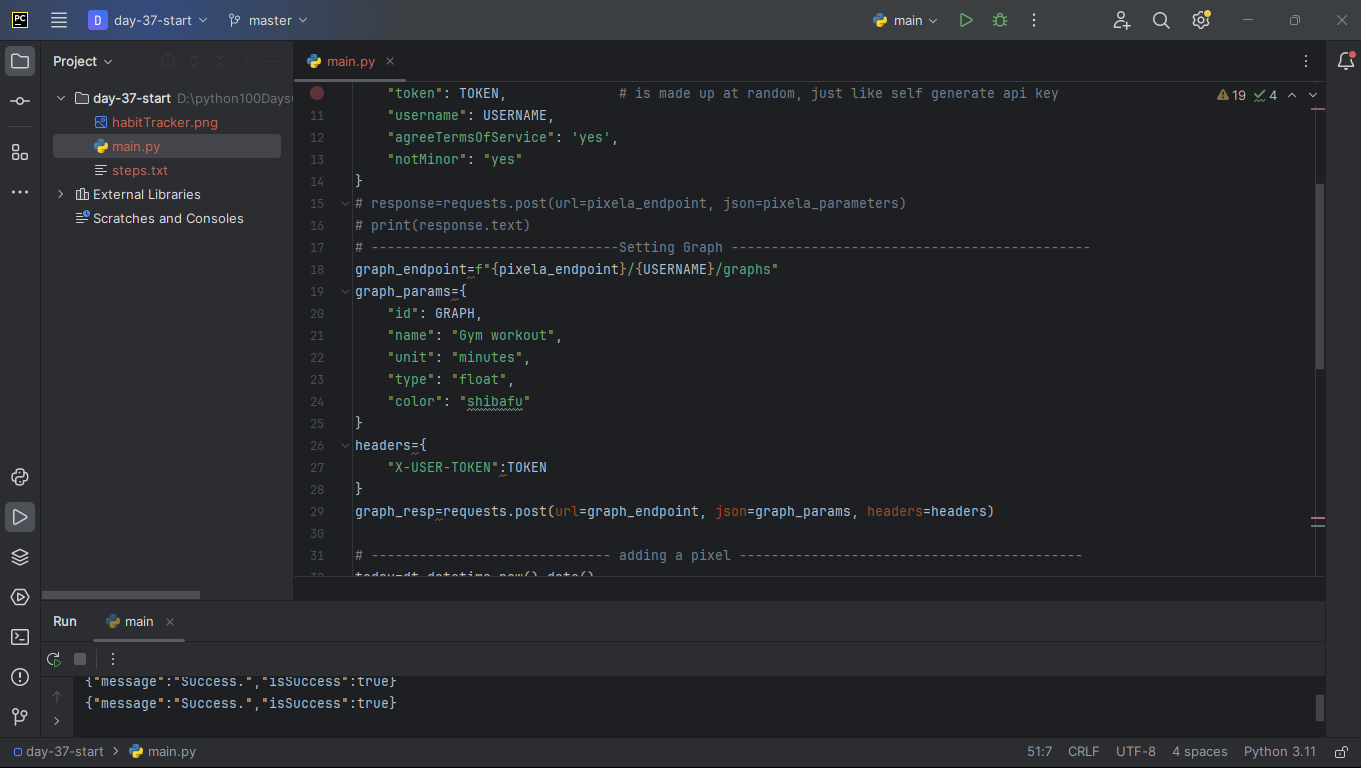 PC
D day-37-start master main
Project
main.py
day-37-start D:\python100Days
habitTracker.png
main.py
steps.txt
External Libraries
Scratches and Consoles
19 4
"token": TOKEN, # is made up at random, just like self generate api key
11 "username": USERNAME,
12 "agreeTermsOfService": 'yes',
13 "notMinor": "yes"
14 }
15 # response=requests.post(url=pixela_endpoint, json=pixela_parameters)
16 # print(response.text)
17 # -------------------------------Setting Graph ---------------------------------------------
18 graph_endpoint=f"{pixela_endpoint}/{USERNAME}/graphs"
19 graph_params={
20 "id": GRAPH,
21 "name": "Gym workout",
22 "unit": "minutes",
23 "type": "float",
24 "color": "shibafu"
25 }
26 headers={
27 "X-USER-TOKEN":TOKEN
28 }
29 graph_resp=requests.post(url=graph_endpoint, json=graph_params, headers=headers)
30
31 # ------------------------------ adding a pixel -------------------------------------------
32 today=dt.datetime.now().date()
Run main
{"message":"Success.","isSuccess":true}
{"message":"Success.","isSuccess":true}
day-37-start main.py
51:7 CRLF UTF-8 4 spaces Python 3.11